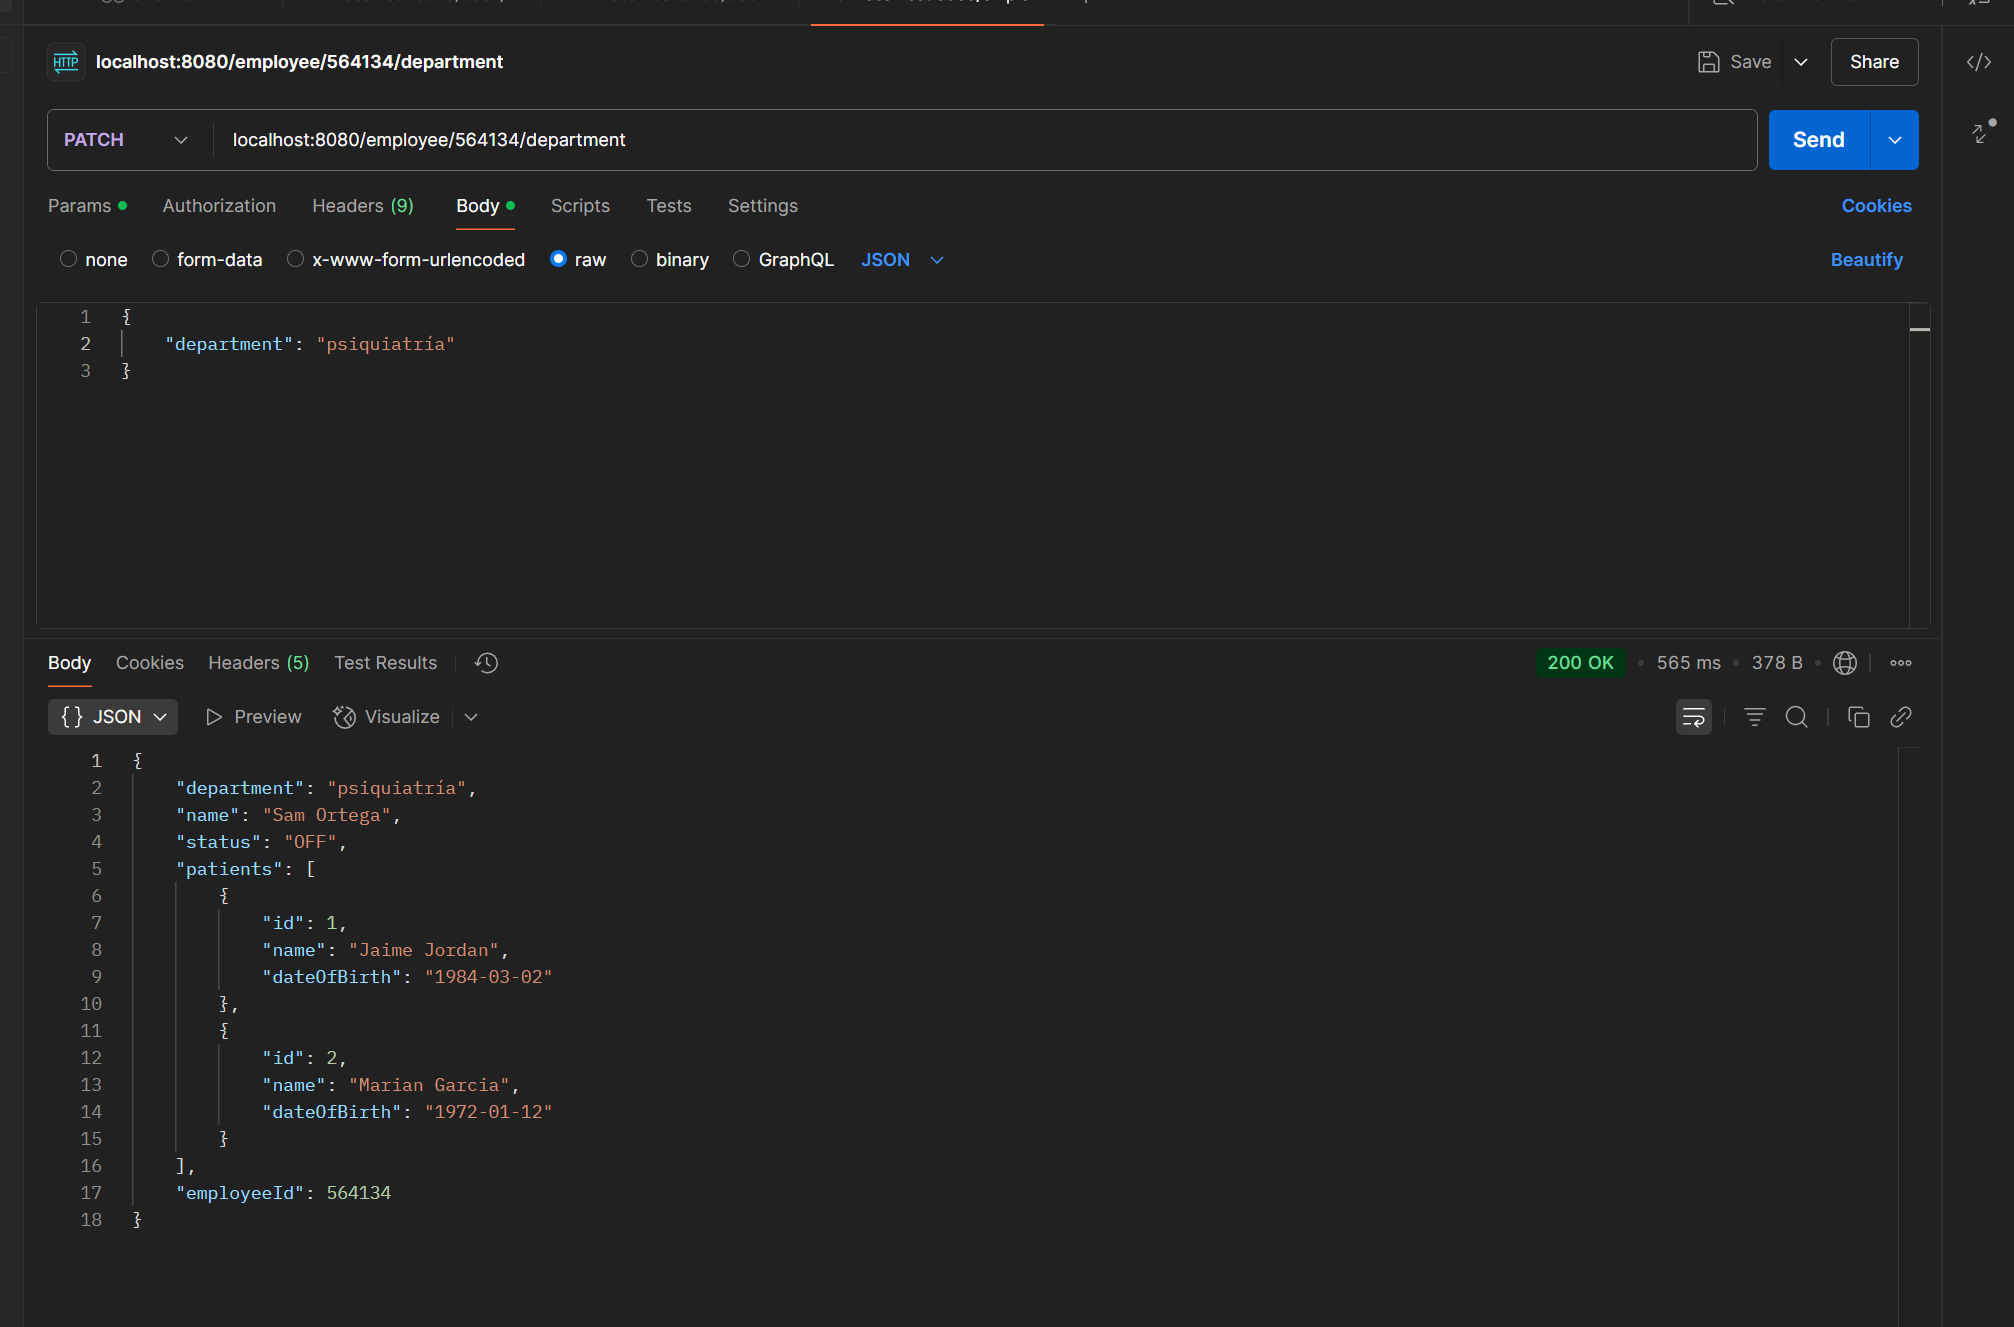 HTTP localhost:8080/employee/564134/department Save Share
PATCH localhost:8080/employee/564134/department Send
Params Authorization Headers (9) Body Scripts Tests Settings Cookies
none form-data x-www-form-urlencoded raw binary GraphQL JSON Beautify
1 {
2 "department": "psiquiatría"
3 }
Body Cookies Headers (5) Test Results 200 OK 565 ms 378 B
{} JSON Preview Visualize
1 {
2 "department": "psiquiatría",
3 "name": "Sam Ortega",
4 "status": "OFF",
5 "patients": [
6 {
7 "id": 1,
8 "name": "Jaime Jordan",
9 "dateOfBirth": "1984-03-02"
10 },
11 {
12 "id": 2,
13 "name": "Marian Garcia",
14 "dateOfBirth": "1972-01-12"
15 }
16 ],
17 "employeeId": 564134
18 }